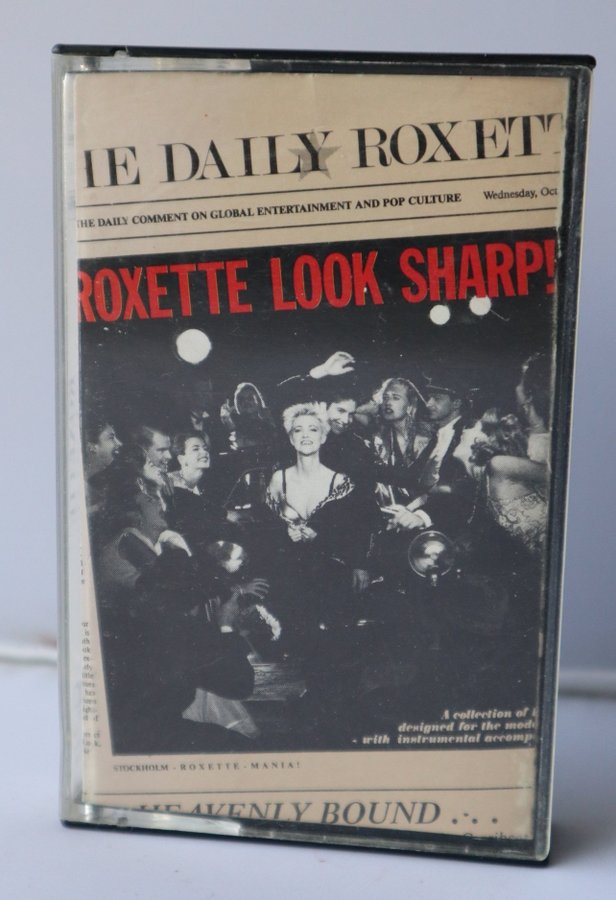 HE DAILY ROXETT
THE DAILY COMMENT ON GLOBAL ENTERTAINMENT AND POP CULTURE Wednesday, Oct
ROXETTE LOOK SHARP!
A collection of
designed for the mode
- with instrumental accomp
STOCKHOLM - ROXETTE - MANIA!
HEAVENLY BOUND . . .